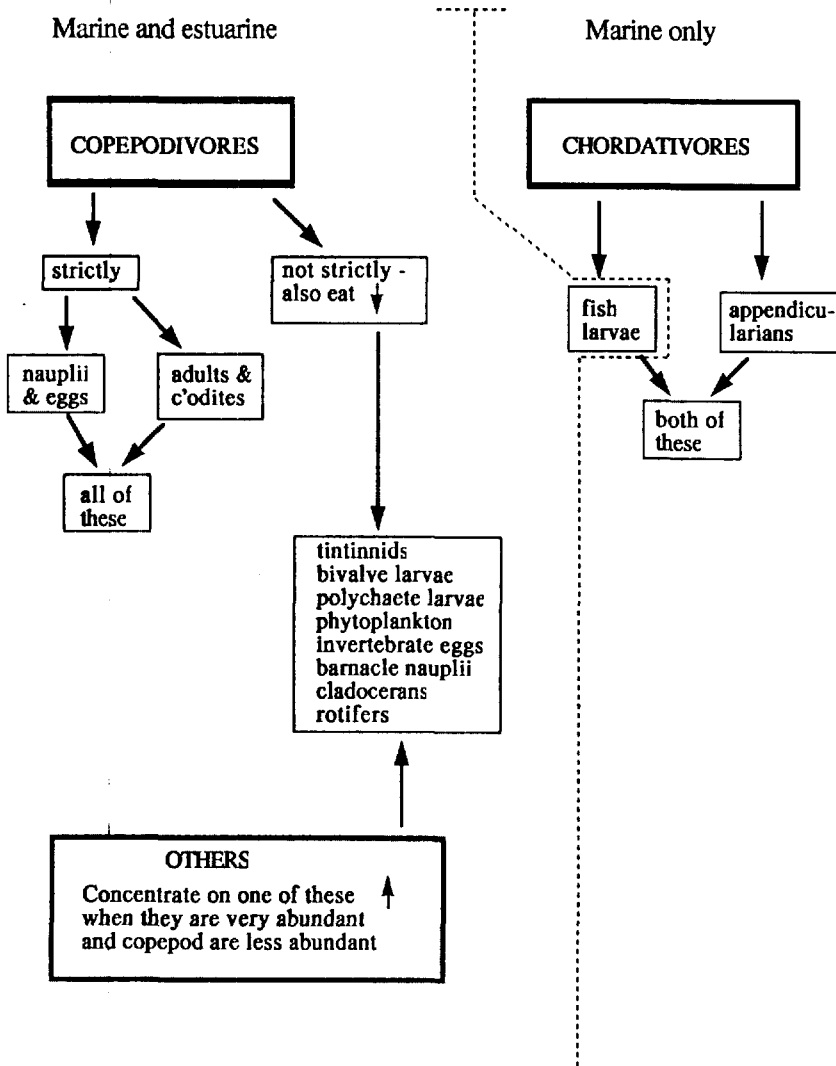 Marine and estuarine
Marine only
COPEPODIVORES
CHORDATIVORES
strictly
not strictly -
also eat
fish
larvae
appendicu-
larians
nauplii
& eggs
adults &
c'odites
both of
these
all of
these
tintinnids
bivalve larvae
polychaete larvae
phytoplankton
invertebrate eggs
barnacle nauplii
cladocerans
rotifers
OTHERS
Concentrate on one of these
when they are very abundant
and copepod are less abundant